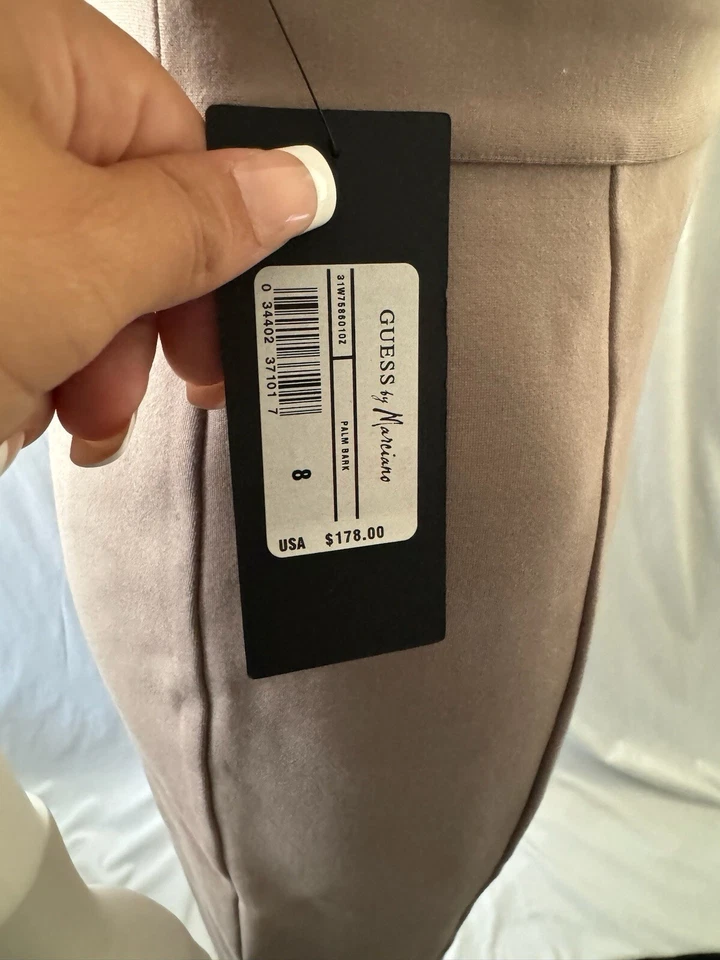 GUESS by Marciano
31W7586010Z
PALM BARK
0 34402 37101 7
8
USA $178.00